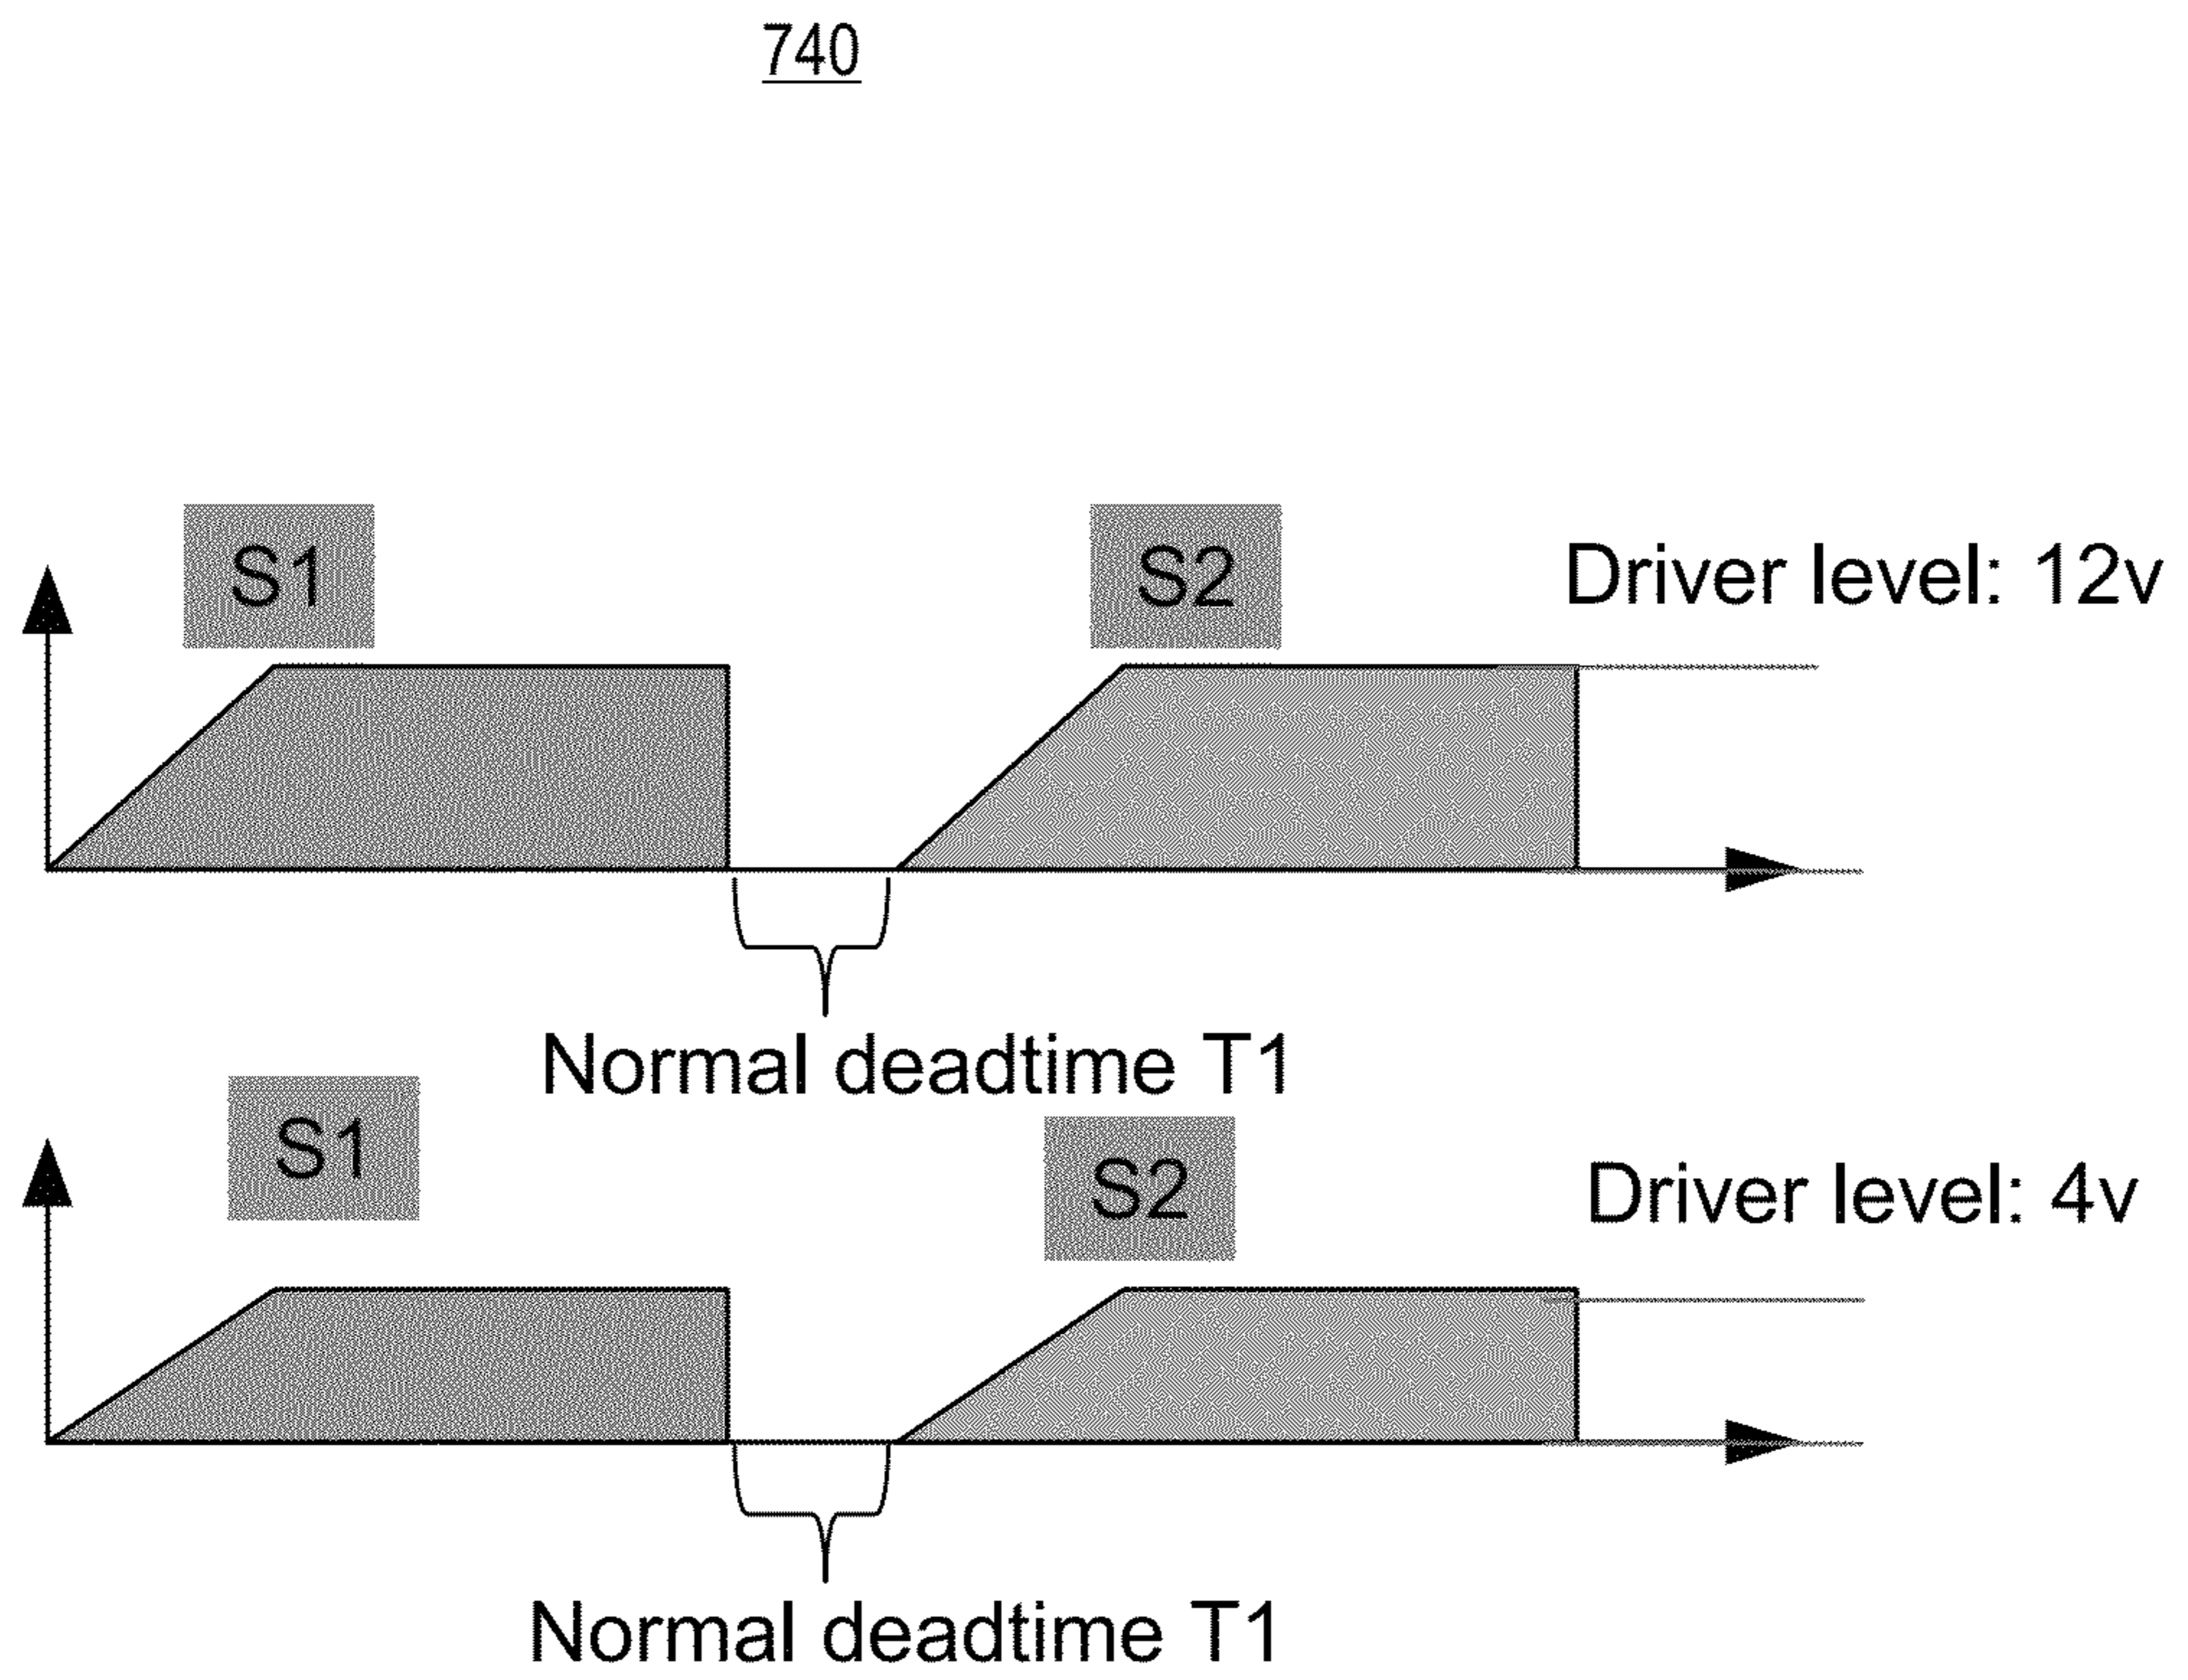 740
S1
S2
Driver level: 12v
Normal deadtime T1
S1
S2
Driver level: 4v
Normal deadtime T1